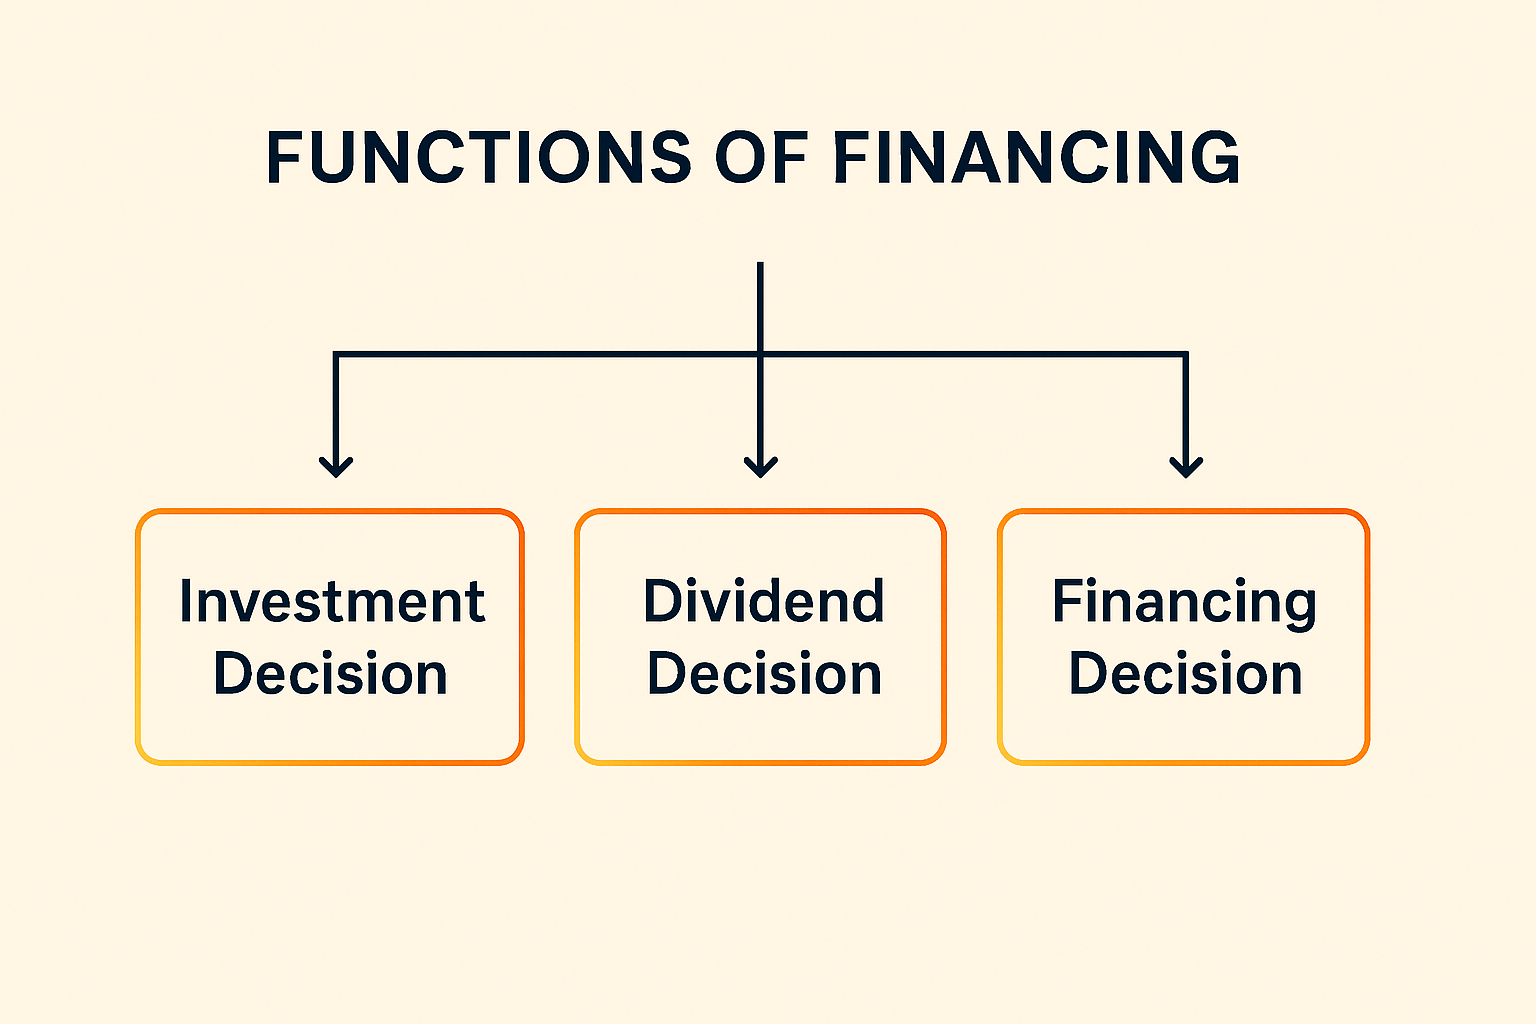 FUNCTIONS OF FINANCING
Investment
Decision
Dividend
Decision
Financing
Decision